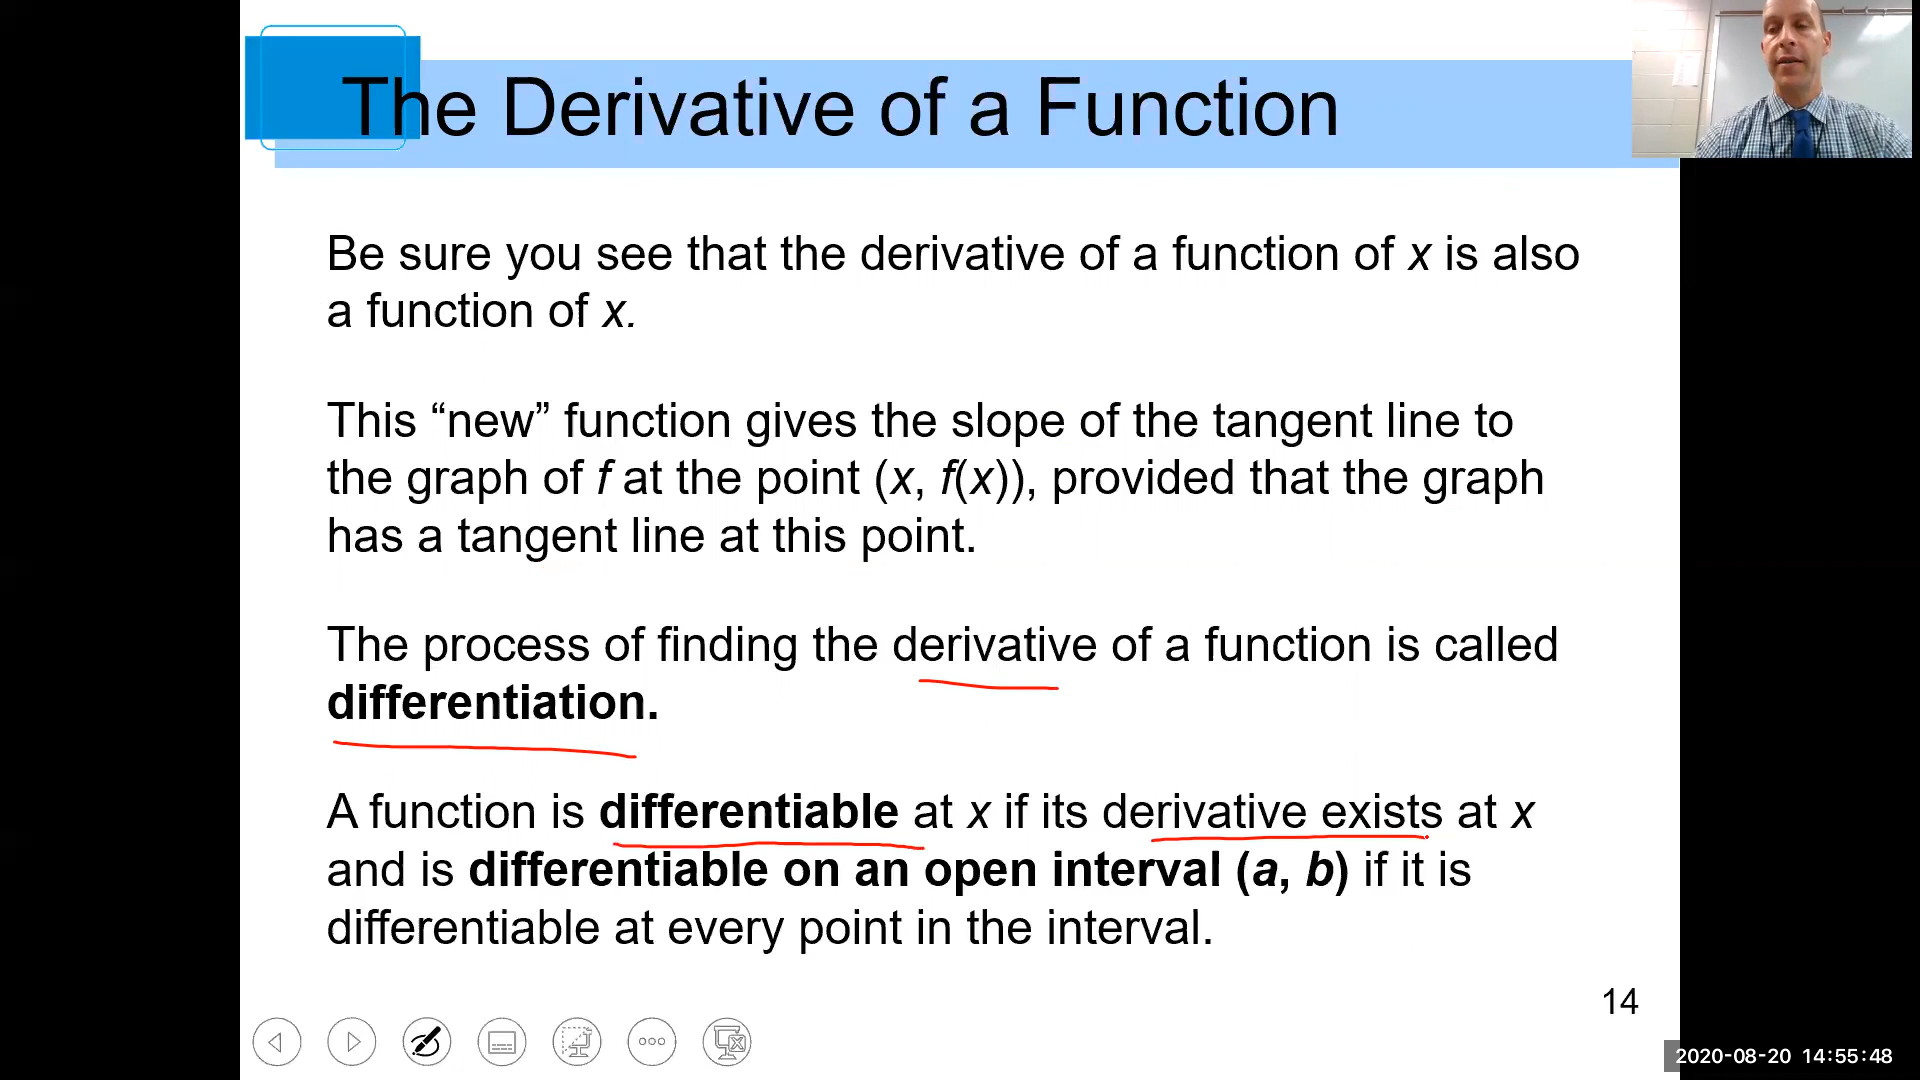 The Derivative of a Function
Be sure you see that the derivative of a function of x is also
a function of x.
This “new” function gives the slope of the tangent line to
the graph of f at the point (x, f(x)), provided that the graph
has a tangent line at this point.
The process of finding the derivative of a function is called
differentiation.
A function is differentiable at x if its derivative exists at x
and is differentiable on an open interval (a, b) if it is
differentiable at every point in the interval.
14
2020-08-20 14:55:48